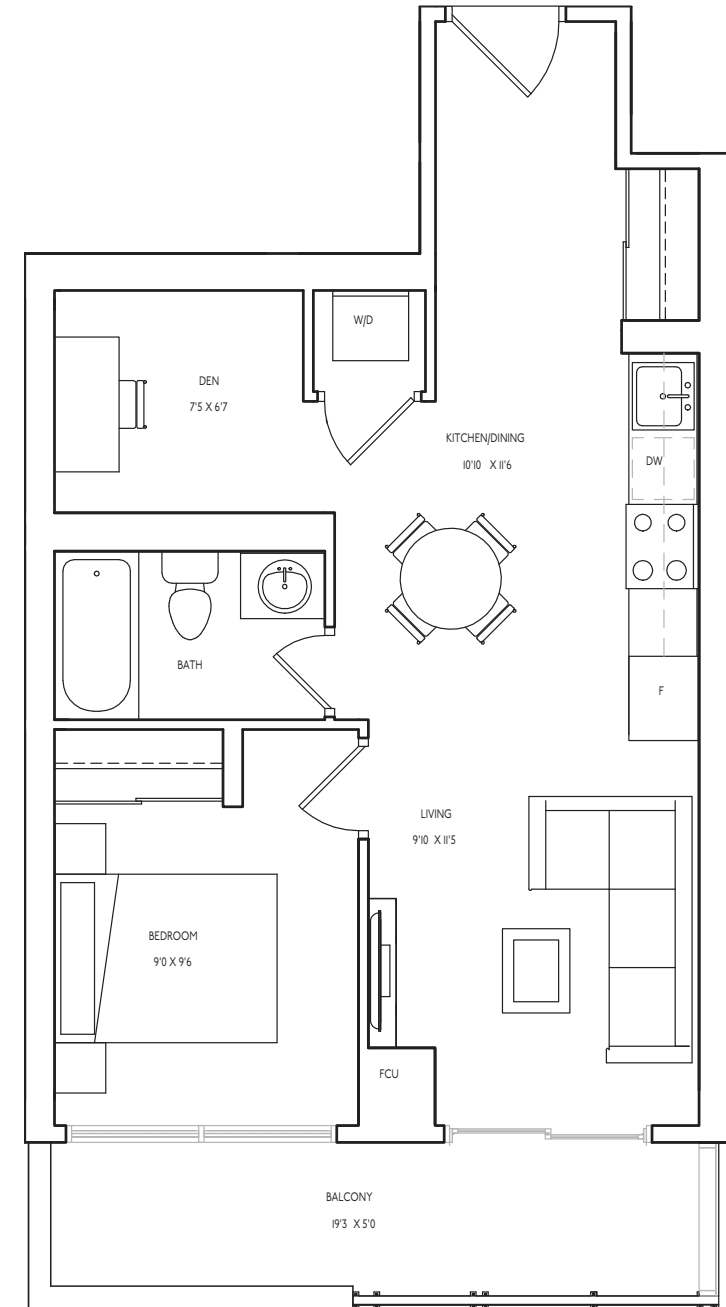 W/D
DEN
7'5 X 6'7
KITCHEN/DINING
10'10 X 11'6
DW
BATH
F
LIVING
9'10 X 11'5
BEDROOM
9'0 X 9'6
FCU
BALCONY
19'3 X 5'0